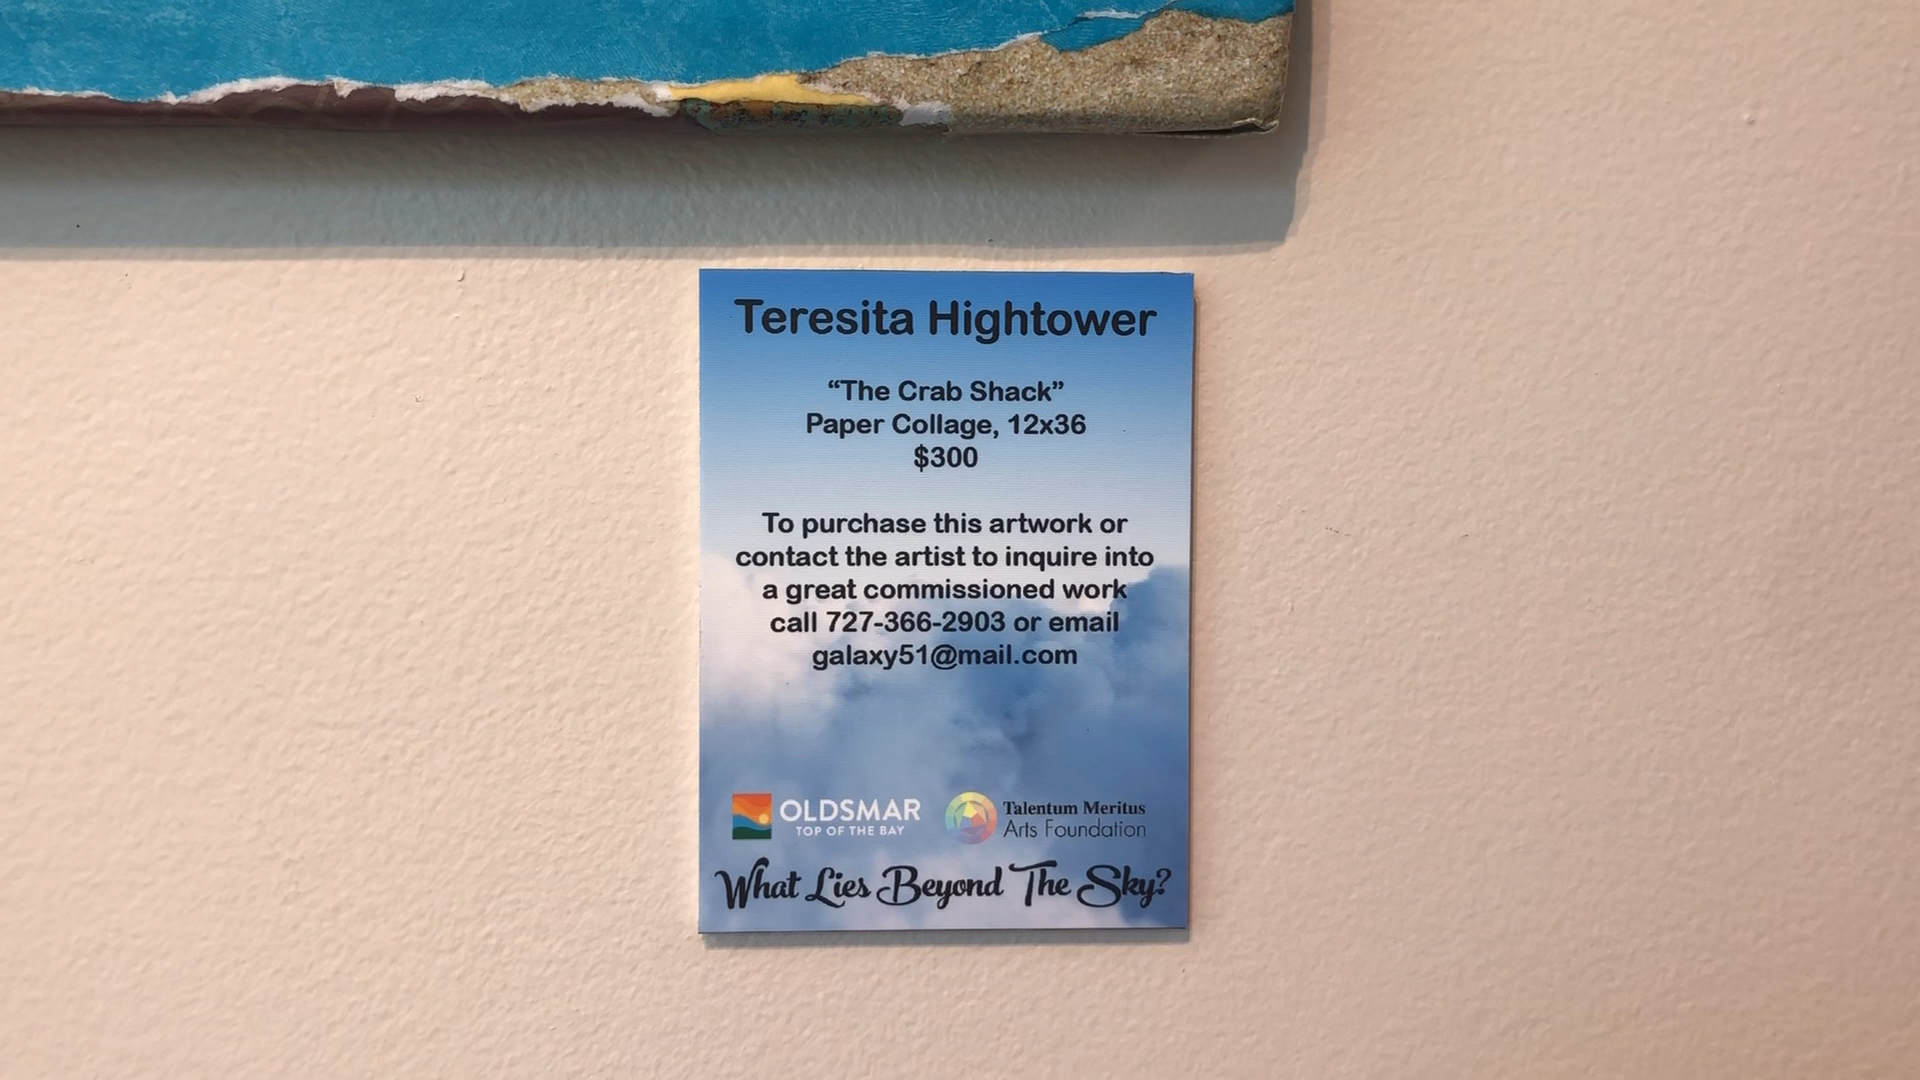 Teresita Hightower
“The Crab Shack”
Paper Collage, 12x36
$300
To purchase this artwork or
contact the artist to inquire into
a great commissioned work
call 727-366-2903 or email
galaxy51@mail.com
OLDSMAR
TOP OF THE BAY
Talentum Meritus
Arts Foundation
What Lies Beyond The Sky?